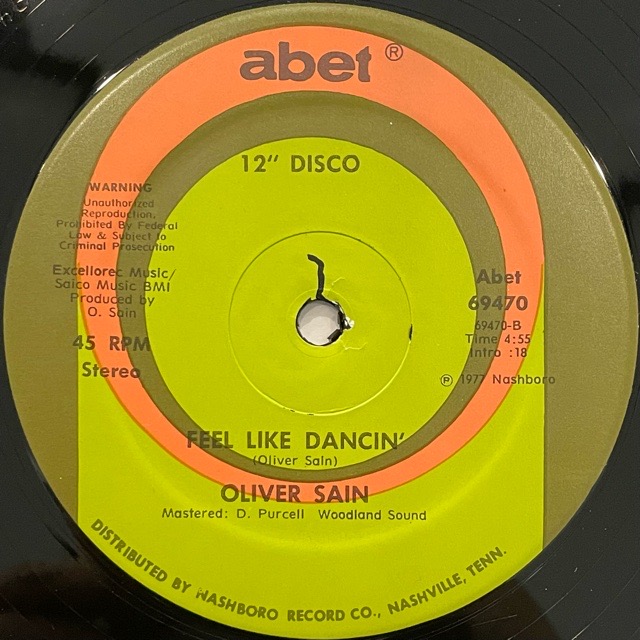 abet®
12" DISCO
WARNING
Unauthorized
Reproduction,
Prohibited By Federal
Law & Subject to
Criminal Prosecution
Excellorec Music/
Saico Music BMI
Produced by
O. Sain
45 RPM
Stereo
Abet
69470
69470-B
Time 4:55
Intro :18
℗ 1977 Nashboro
FEEL LIKE DANCIN'
(Oliver Sain)
OLIVER SAIN
Mastered: D. Purcell Woodland Sound
DISTRIBUTED BY NASHBORO RECORD CO., NASHVILLE, TENN.